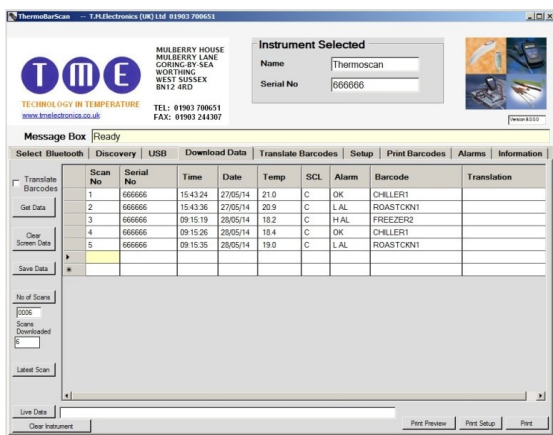 ThermoBarScan -- T.M.Electronics (UK) Ltd 01903 700651
TME
TECHNOLOGY IN TEMPERATURE
www.tmelectronics.co.uk
MULBERRY HOUSE
MULBERRY LANE
GORING-BY-SEA
WORTHING
WEST SUSSEX
BN12 4RD
TEL: 01903 700651
FAX: 01903 244307
Instrument Selected
Name Thermoscan
Serial No 666666
Version 8.0.0.0
Message Box Ready
Select Bluetooth Discovery USB Download Data Translate Barcodes Setup Print Barcodes Alarms Information
Translate Barcodes
Get Data
Clear Screen Data
Save Data
No of Scans
0006
Scans Downloaded
6
Latest Scan
Scan No Serial No Time Date Temp SCL Alarm Barcode Translation
1 666666 15:43:24 27/05/14 21.0 C OK CHILLER1
2 666666 15:43:36 27/05/14 20.9 C L AL ROASTCKN1
3 666666 09:15:19 28/05/14 18.2 C H AL FREEZER2
4 666666 09:15:26 28/05/14 18.4 C OK CHILLER1
5 666666 09:15:35 28/05/14 19.0 C L AL ROASTCKN1
Live Data
Clear Instrument Print Preview Print Setup Print